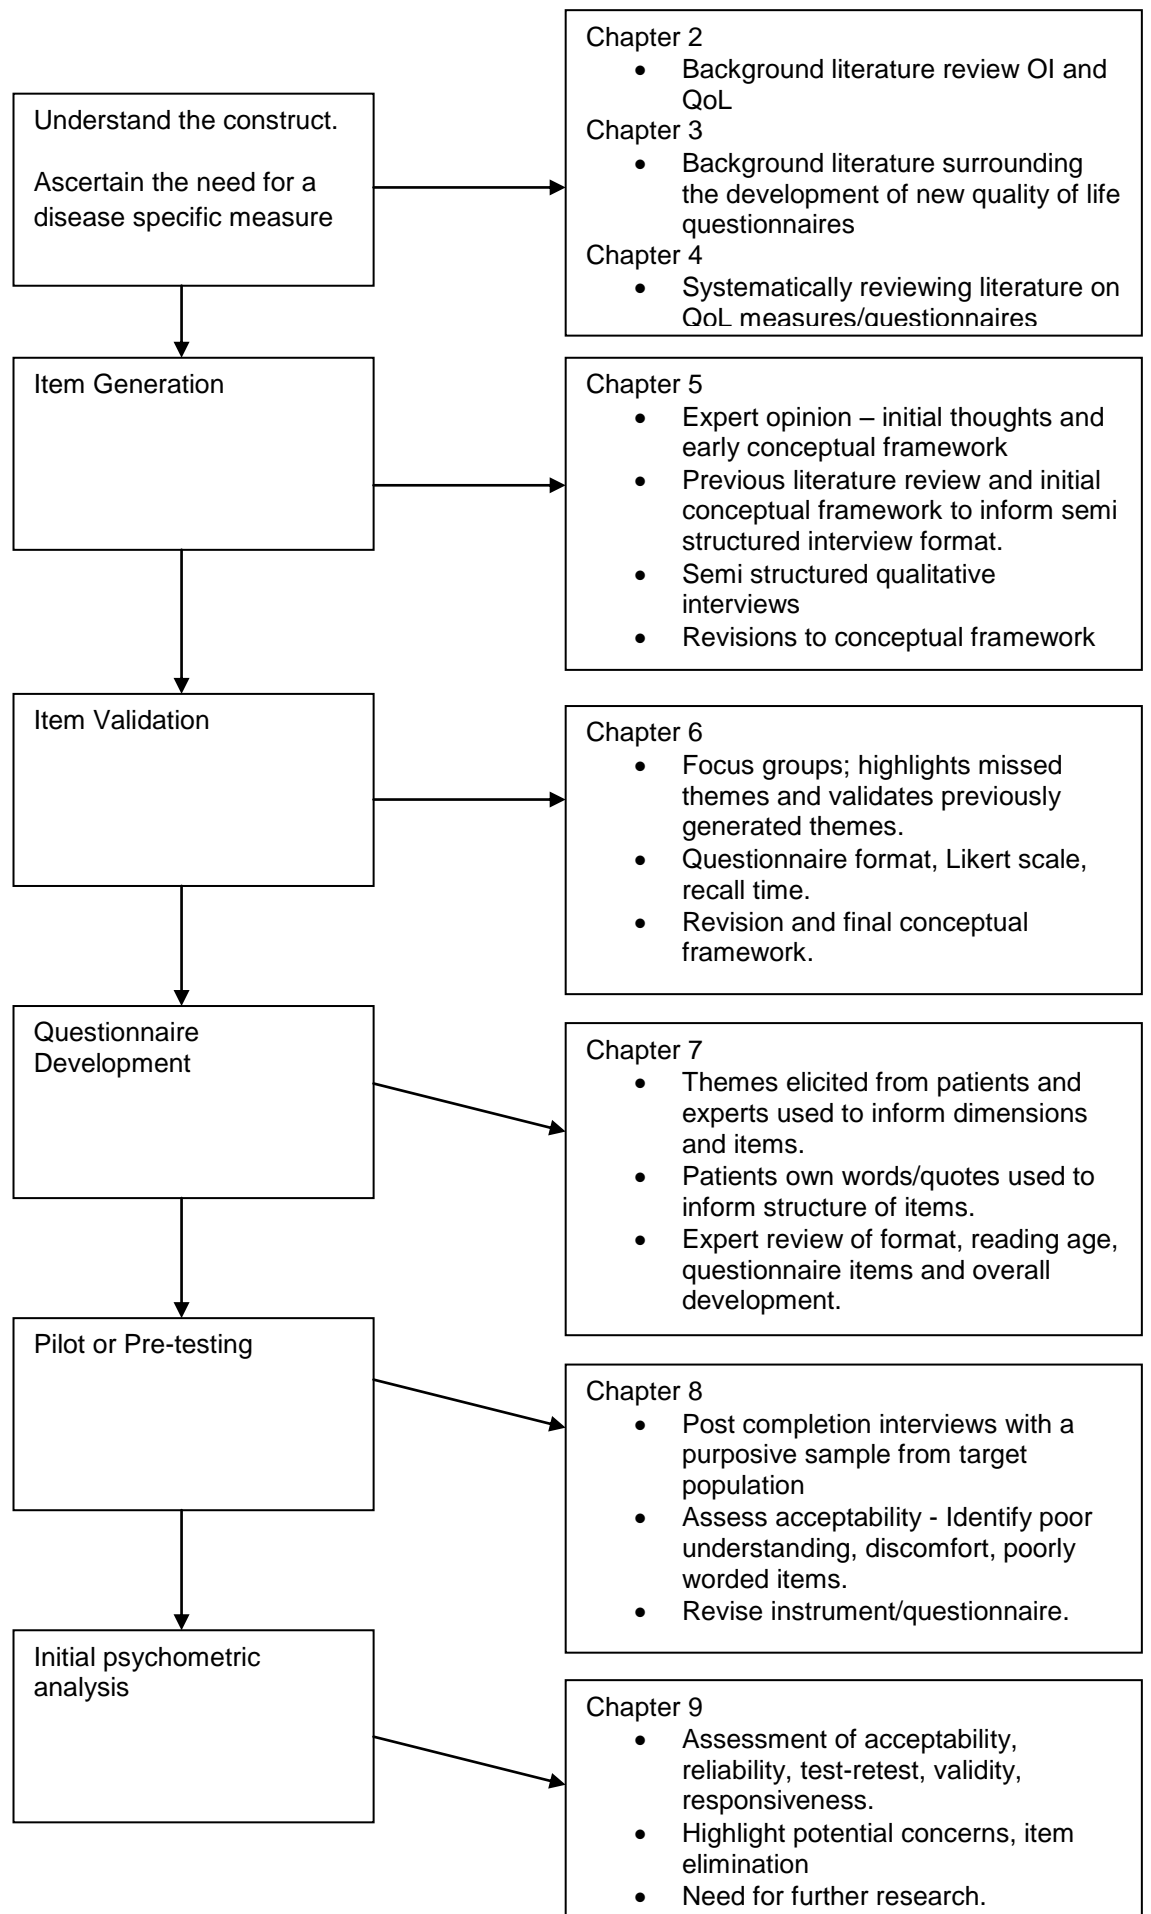 Understand the construct.
Ascertain the need for a
disease specific measure
Chapter 2
• Background literature review OI and
QoL
Chapter 3
• Background literature surrounding
the development of new quality of life
questionnaires
Chapter 4
• Systematically reviewing literature on
QoL measures/questionnaires
Item Generation
Chapter 5
• Expert opinion – initial thoughts and
early conceptual framework
• Previous literature review and initial
conceptual framework to inform semi
structured interview format.
• Semi structured qualitative
interviews
• Revisions to conceptual framework
Item Validation
Chapter 6
• Focus groups; highlights missed
themes and validates previously
generated themes.
• Questionnaire format, Likert scale,
recall time.
• Revision and final conceptual
framework.
Questionnaire
Development
Chapter 7
• Themes elicited from patients and
experts used to inform dimensions
and items.
• Patients own words/quotes used to
inform structure of items.
• Expert review of format, reading age,
questionnaire items and overall
development.
Pilot or Pre-testing
Chapter 8
• Post completion interviews with a
purposive sample from target
population
• Assess acceptability - Identify poor
understanding, discomfort, poorly
worded items.
• Revise instrument/questionnaire.
Initial psychometric
analysis
Chapter 9
• Assessment of acceptability,
reliability, test-retest, validity,
responsiveness.
• Highlight potential concerns, item
elimination
• Need for further research.